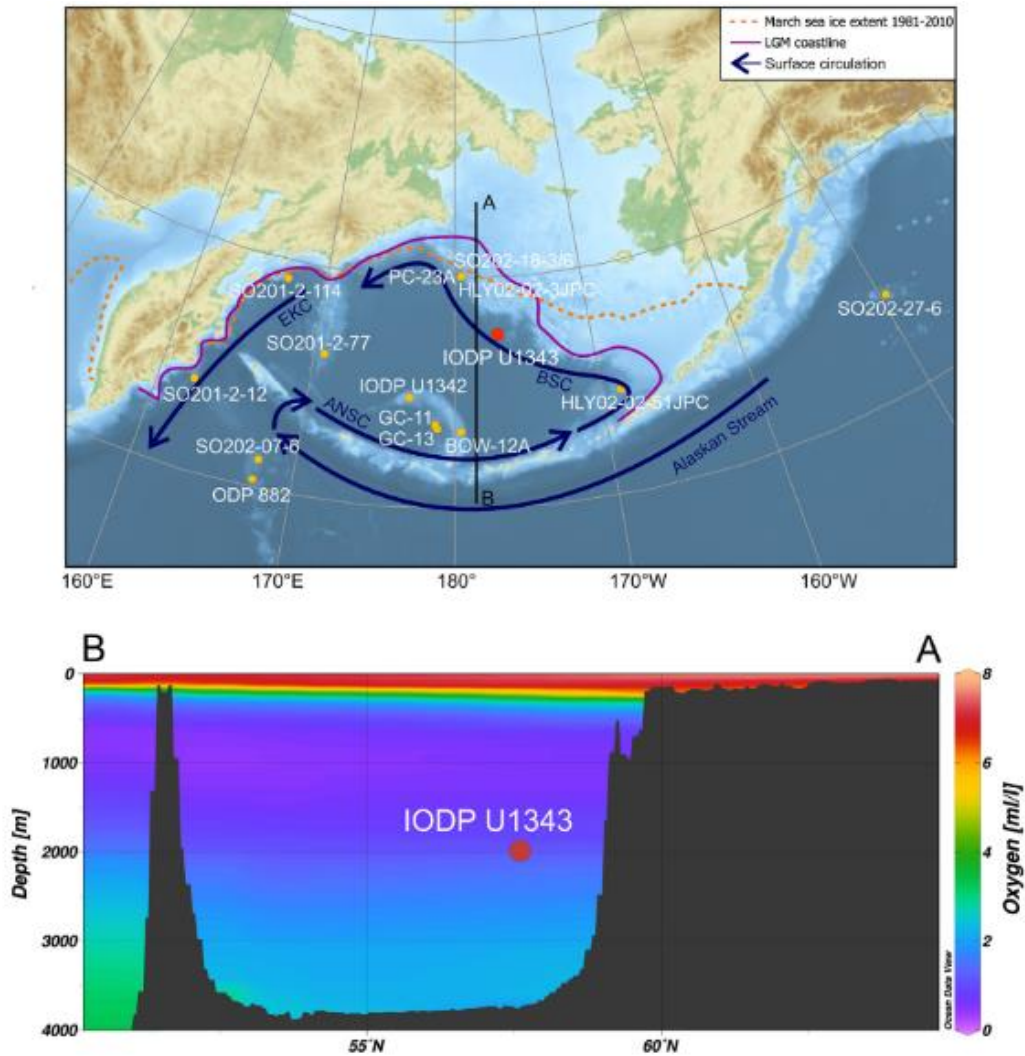 March sea ice extent 1981-2010
LGM coastline
Surface circulation
A
SO202-18-3/6
PC-23A
HLY02-02-3JPC
SO201-2-114
EKC
SO202-27-6
SO201-2-77
IODP U1343
BSC
SO201-2-12
IODP U1342
HLY02-02-51JPC
ANSC
GC-11
GC-13
BOW-12A
SO202-07-6
Alaskan Stream
ODP 882
B
160°E
170°E
180°
170°W
160°W
B
A
0
1000
2000
3000
4000
Depth [m]
IODP U1343
55°N
60°N
8
6
4
2
0
Oxygen [ml/l]
Ocean Data View